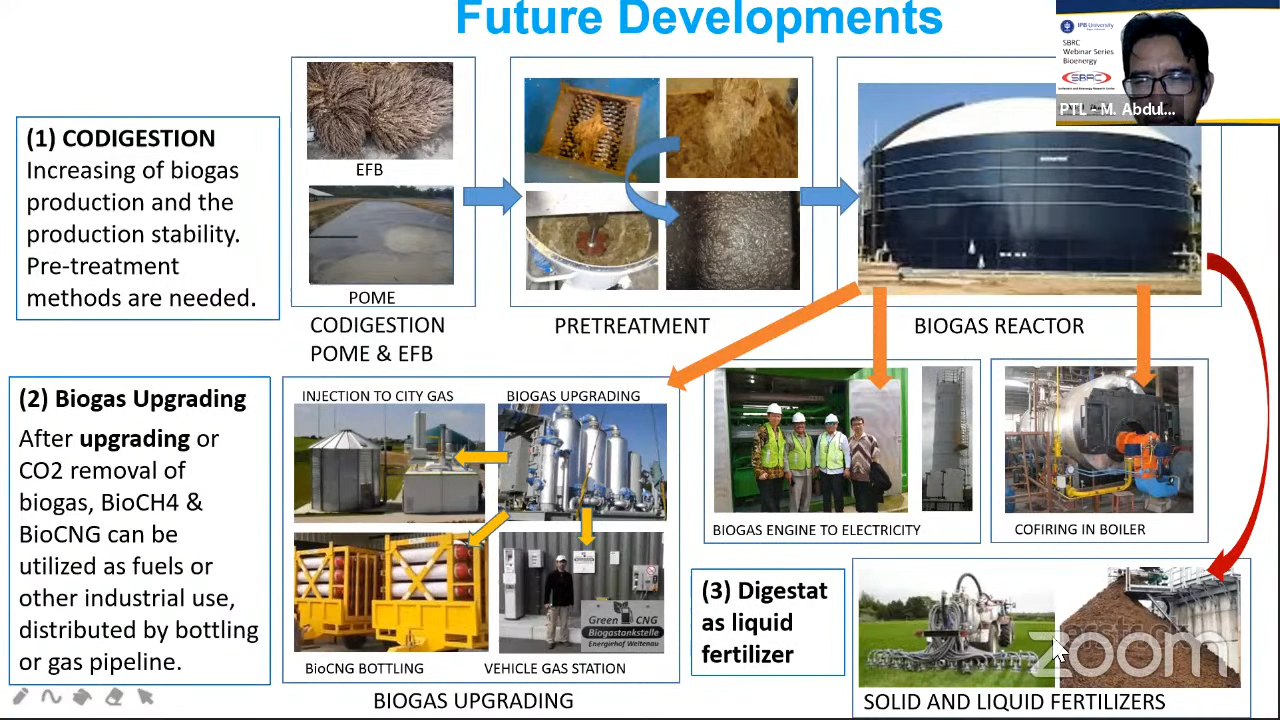 Future Developments
IPB University
SBRC
Webinar Series
Bioenergy
SBRC
PTL - M. Abdul...
(1) CODIGESTION
Increasing of biogas
production and the
production stability.
Pre-treatment
methods are needed.
EFB
POME
CODIGESTION
POME & EFB
PRETREATMENT
BIOGAS REACTOR
(2) Biogas Upgrading
After upgrading or
CO2 removal of
biogas, BioCH4 &
BioCNG can be
utilized as fuels or
other industrial use,
distributed by bottling
or gas pipeline.
INJECTION TO CITY GAS
BIOGAS UPGRADING
Green CNG
Biogastankstelle
Energiehof Weitenau
BioCNG BOTTLING
VEHICLE GAS STATION
BIOGAS UPGRADING
BIOGAS ENGINE TO ELECTRICITY
COFIRING IN BOILER
(3) Digestat
as liquid
fertilizer
zoom
SOLID AND LIQUID FERTILIZERS